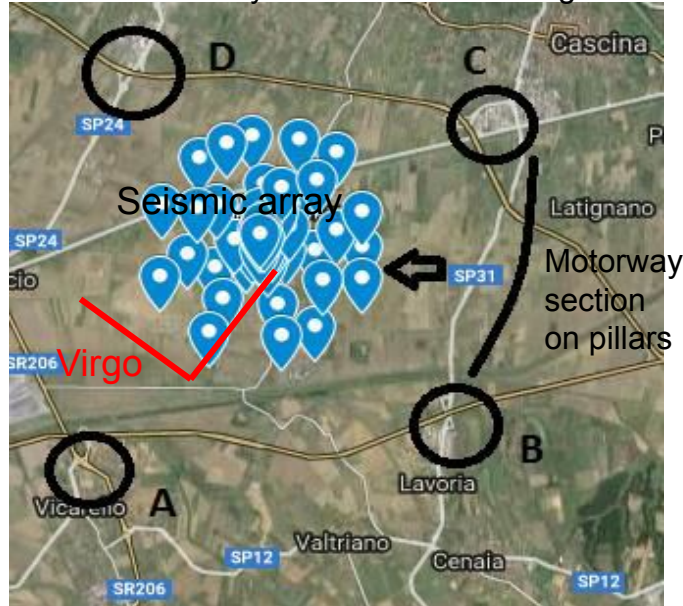 Cascina
D
C
SP24
Seismic array
Latignano
SP24
cio
SP31
Motorway
section
on pillars
SR206
Virgo
B
Lavoria
A
Vicarello
Valtriano
SP12
Cenaia
SP12
SR206